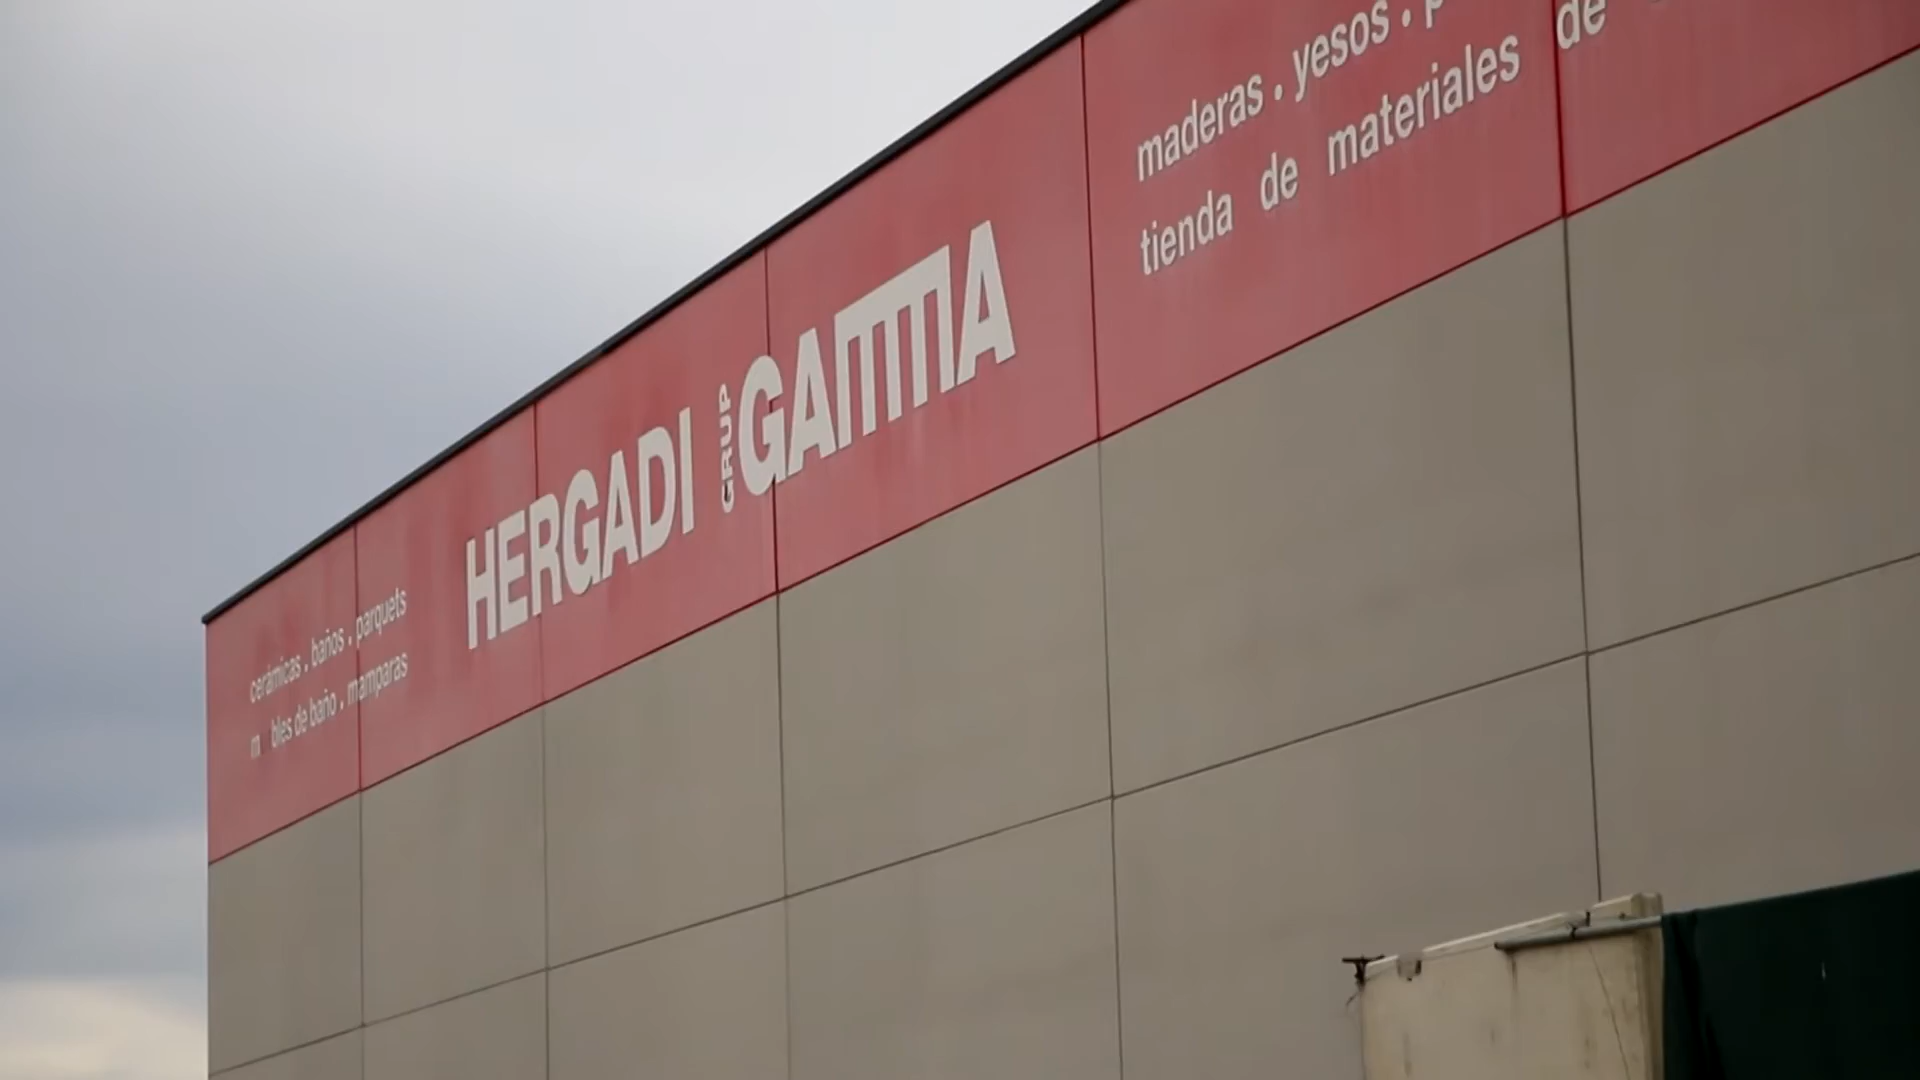 cerámicas . baños . parquets
m bles de baño . mamparas
HERGADI GRUP GAMMA
maderas . yesos .
tienda de materiales de